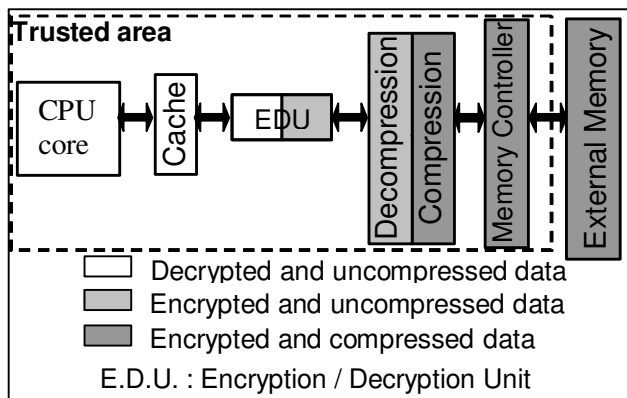 Trusted area
CPU
core
Cache
EDU
Decompression
Compression
Memory Controller
External Memory
Decrypted and uncompressed data
Encrypted and uncompressed data
Encrypted and compressed data
E.D.U. : Encryption / Decryption Unit